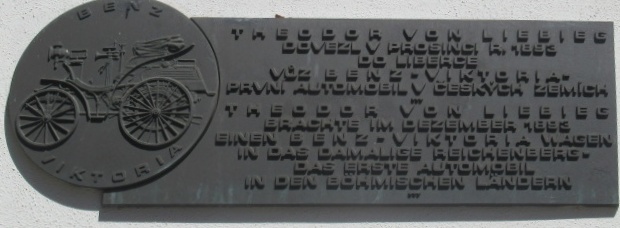 BENZ
VIKTORIA
THEODOR VON LIEBIEG
DOVEZL V PROSINCI R. 1893
DO LIBERCE
VŮZ BENZ-VIKTORIA-
PRVNÍ AUTOMOBIL V ČESKÝCH ZEMÍCH
THEODOR VON LIEBIEG
BRACHTE IM DEZEMBER 1893
EINEN BENZ-VIKTORIA WAGEN
IN DAS DAMALIGE REICHENBERG-
DAS ERSTE AUTOMOBIL
IN DEN BÖHMISCHEN LÄNDERN